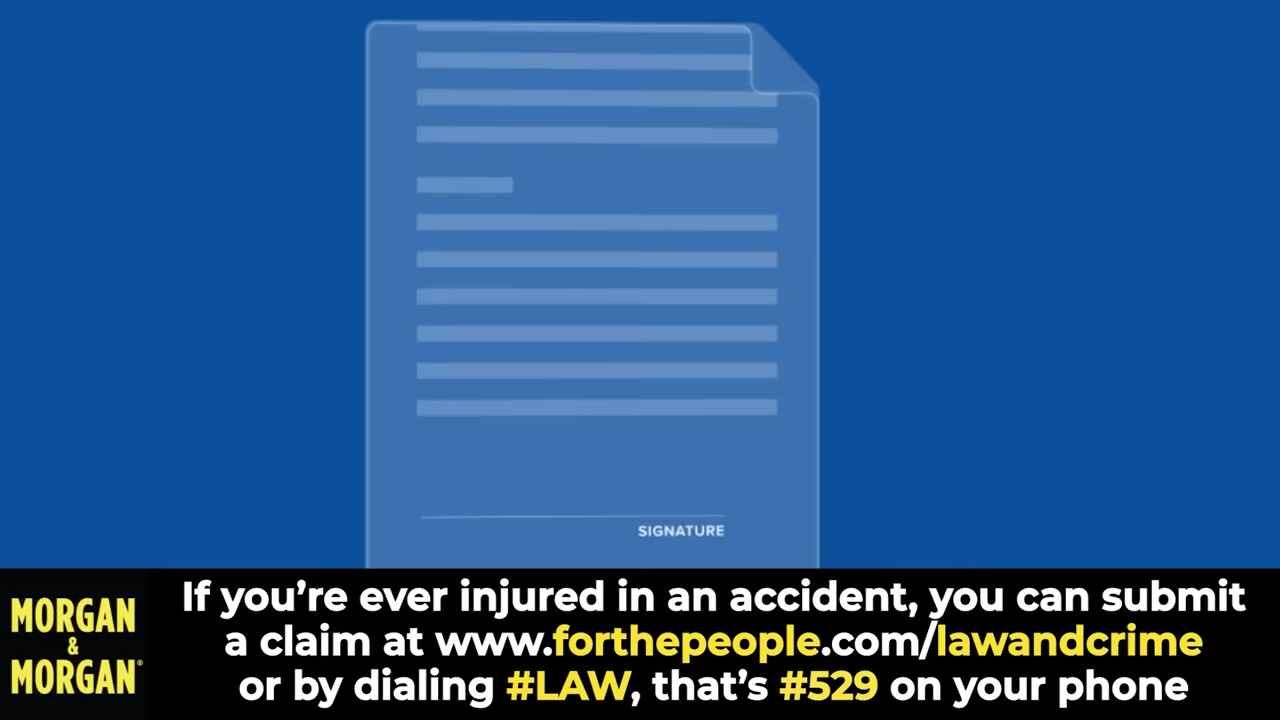 SIGNATURE
MORGAN
&
MORGAN®
If you’re ever injured in an accident, you can submit
a claim at www.forthepeople.com/lawandcrime
or by dialing #LAW, that’s #529 on your phone